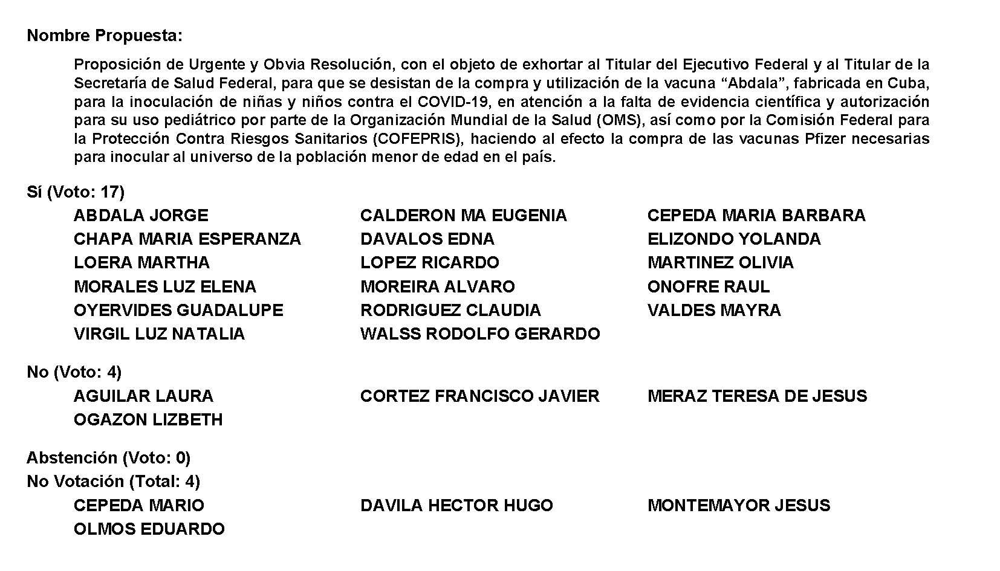 Nombre Propuesta:
Proposición de Urgente y Obvia Resolución, con el objeto de exhortar al Titular del Ejecutivo Federal y al Titular de la
Secretaría de Salud Federal, para que se desistan de la compra y utilización de la vacuna “Abdala”, fabricada en Cuba,
para la inoculación de niñas y niños contra el COVID-19, en atención a la falta de evidencia científica y autorización
para su uso pediátrico por parte de la Organización Mundial de la Salud (OMS), así como por la Comisión Federal para
la Protección Contra Riesgos Sanitarios (COFEPRIS), haciendo al efecto la compra de las vacunas Pfizer necesarias
para inocular al universo de la población menor de edad en el país.
Sí (Voto: 17)
ABDALA JORGE CALDERON MA EUGENIA CEPEDA MARIA BARBARA
CHAPA MARIA ESPERANZA DAVALOS EDNA ELIZONDO YOLANDA
LOERA MARTHA LOPEZ RICARDO MARTINEZ OLIVIA
MORALES LUZ ELENA MOREIRA ALVARO ONOFRE RAUL
OYERVIDES GUADALUPE RODRIGUEZ CLAUDIA VALDES MAYRA
VIRGIL LUZ NATALIA WALSS RODOLFO GERARDO
No (Voto: 4)
AGUILAR LAURA CORTEZ FRANCISCO JAVIER MERAZ TERESA DE JESUS
OGAZON LIZBETH
Abstención (Voto: 0)
No Votación (Total: 4)
CEPEDA MARIO DAVILA HECTOR HUGO MONTEMAYOR JESUS
OLMOS EDUARDO